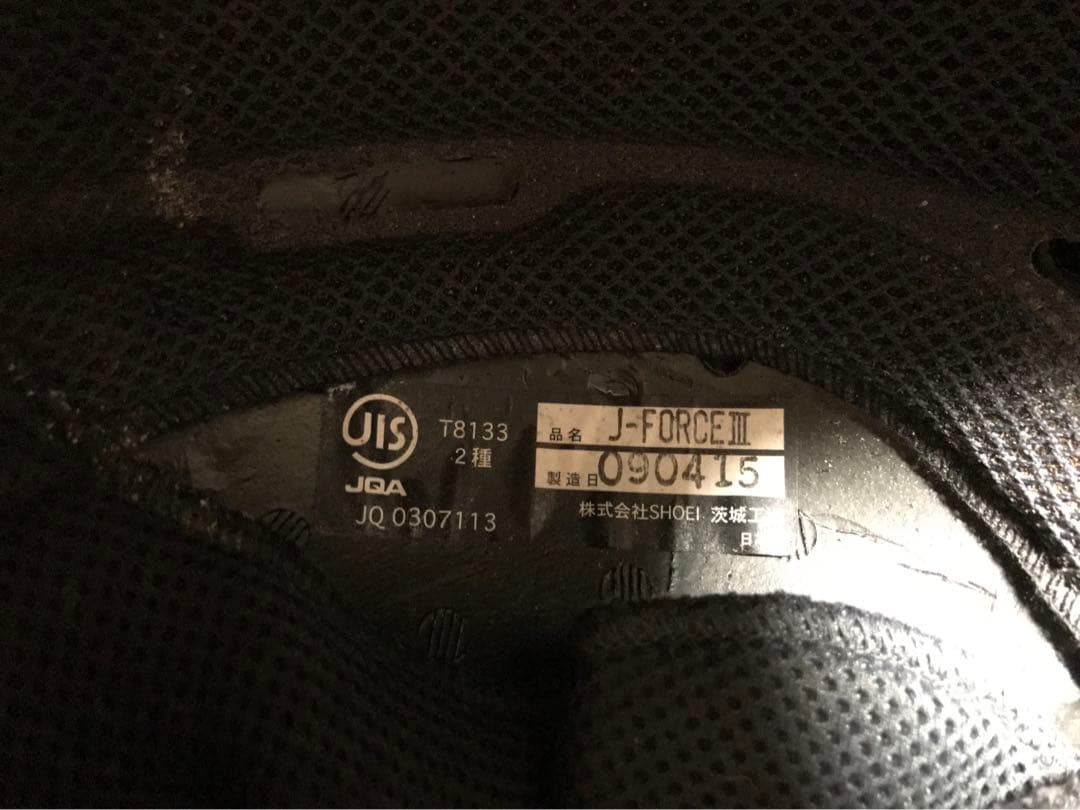 JIS
T8133
2種
JQA
JQ 0307113
品名 J-FORCEⅢ
製造日 090415
株式会社SHOEI 茨城工
日